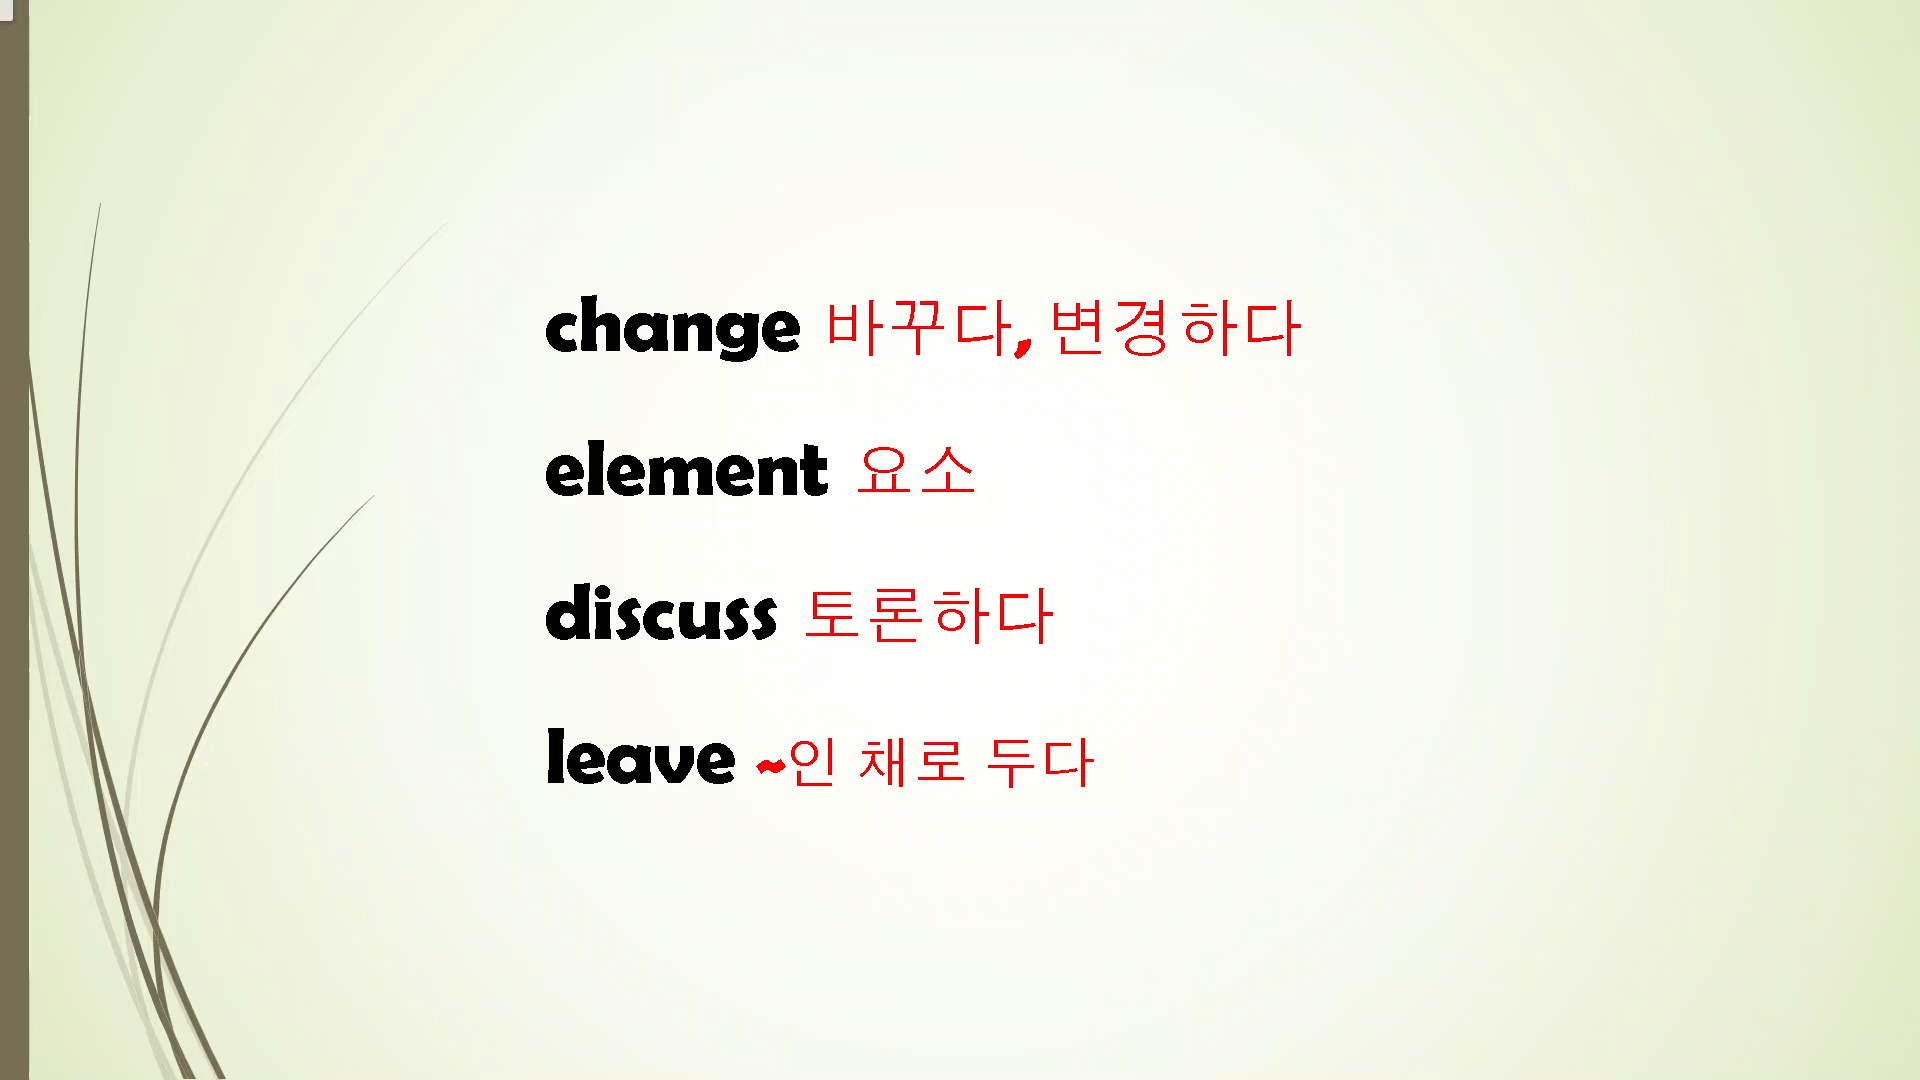 change 바꾸다, 변경하다
element 요소
discuss 토론하다
leave ~인 채로 두다